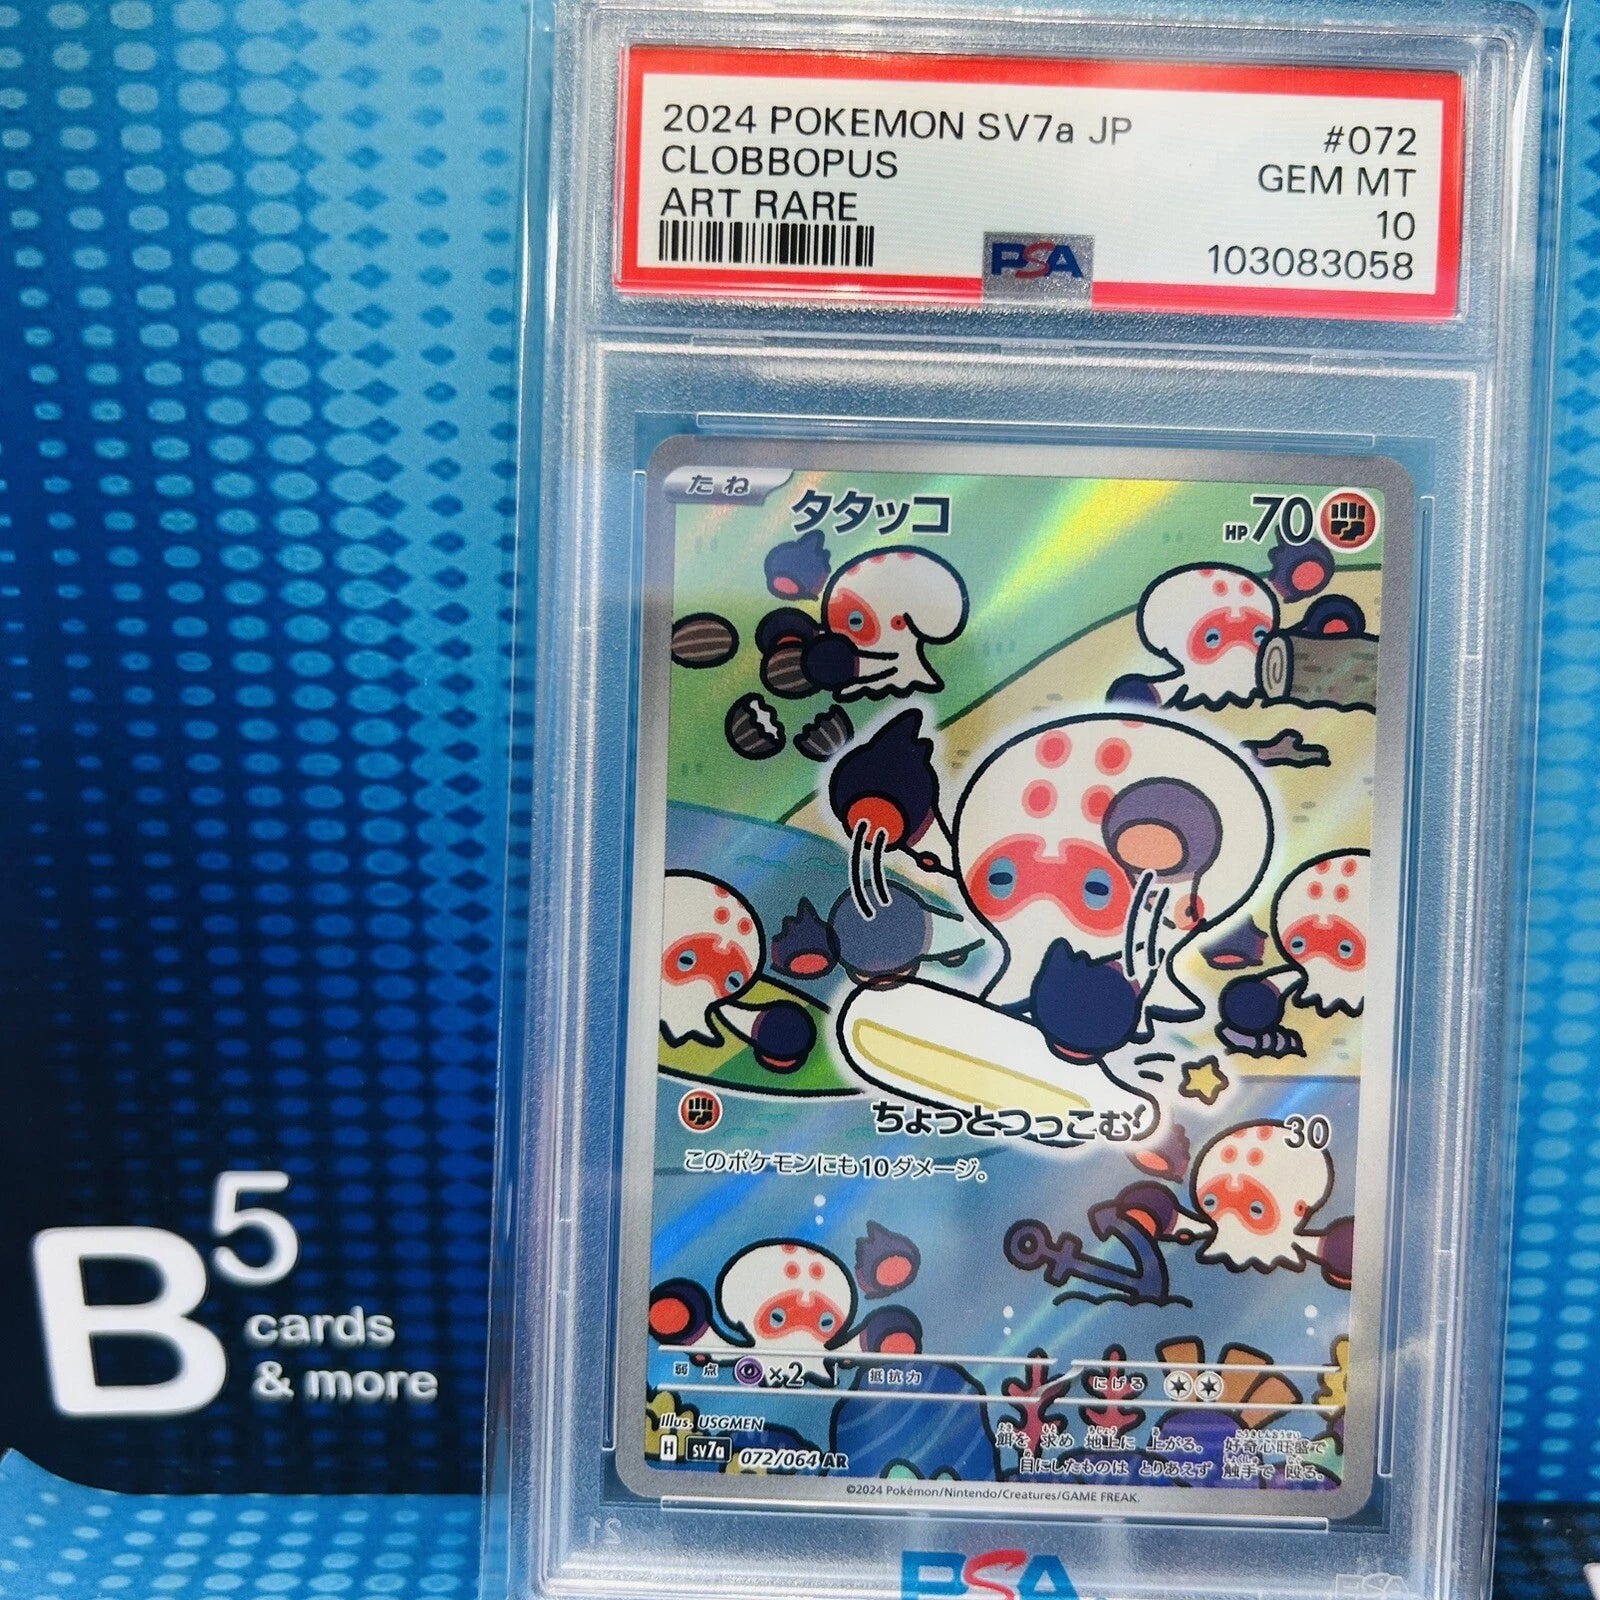 2024 POKEMON SV7a JP
#072
CLOBBOPUS
GEM MT
ART RARE
10
103083058
PSA
たね
タタッコ
HP70
ちょっとつっこむ
30
このポケモンにも10ダメージ。
弱点
×2
抵抗力
にげる
Illus. USGMEN
H sv7a 072/064 AR
餌を 求め 地上に 上がる。 好奇心旺盛で
目にしたものは とりあえず 触手で 殴る。
©2024 Pokémon/Nintendo/Creatures/GAME FREAK.
PSA
B5
cards
& more